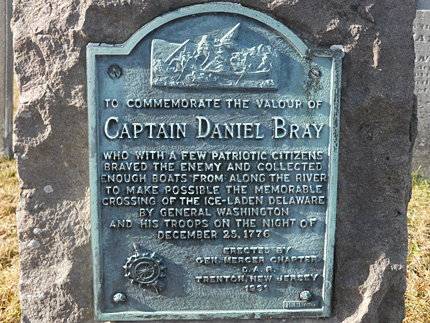 TO COMMEMORATE THE VALOUR OF
CAPTAIN DANIEL BRAY
WHO WITH A FEW PATRIOTIC CITIZENS
BRAVED THE ENEMY AND COLLECTED
ENOUGH BOATS FROM ALONG THE RIVER
TO MAKE POSSIBLE THE MEMORABLE
CROSSING OF THE ICE-LADEN DELAWARE
BY GENERAL WASHINGTON
AND HIS TROOPS ON THE NIGHT OF
DECEMBER 25, 1776
ERECTED BY
GEN. MERCER CHAPTER
D.A.R.
TRENTON, NEW JERSEY